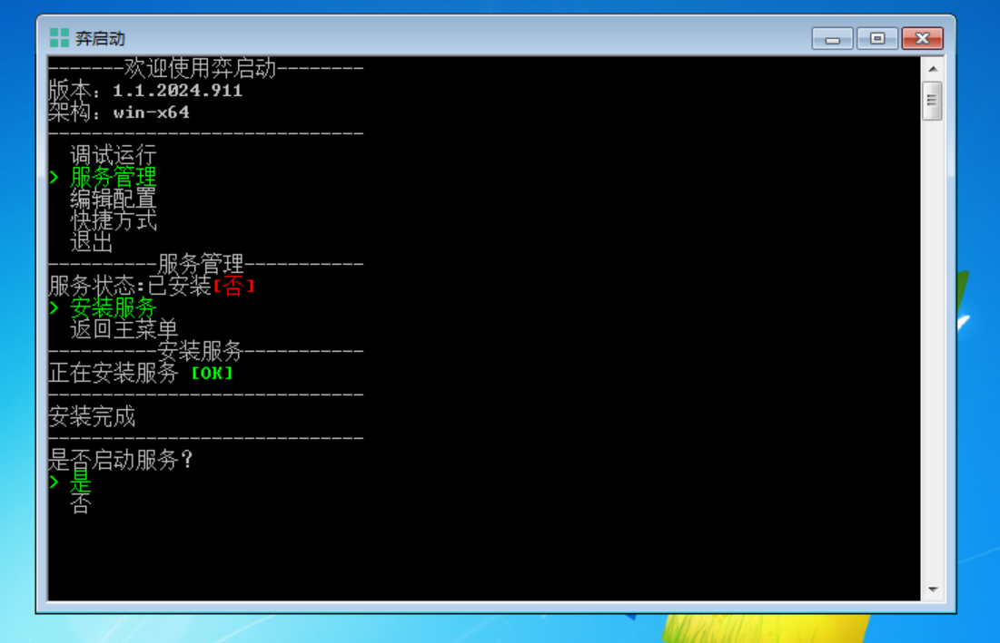 弈启动
-------欢迎使用弈启动--------
版本：1.1.2024.911
架构：win-x64
-----------------------------
调试运行
> 服务管理
编辑配置
快捷方式
退出
----------服务管理-----------
服务状态:已安装[否]
> 安装服务
返回主菜单
----------安装服务-----------
正在安装服务 [OK]
-----------------------------
安装完成
-----------------------------
是否启动服务？
> 是
否